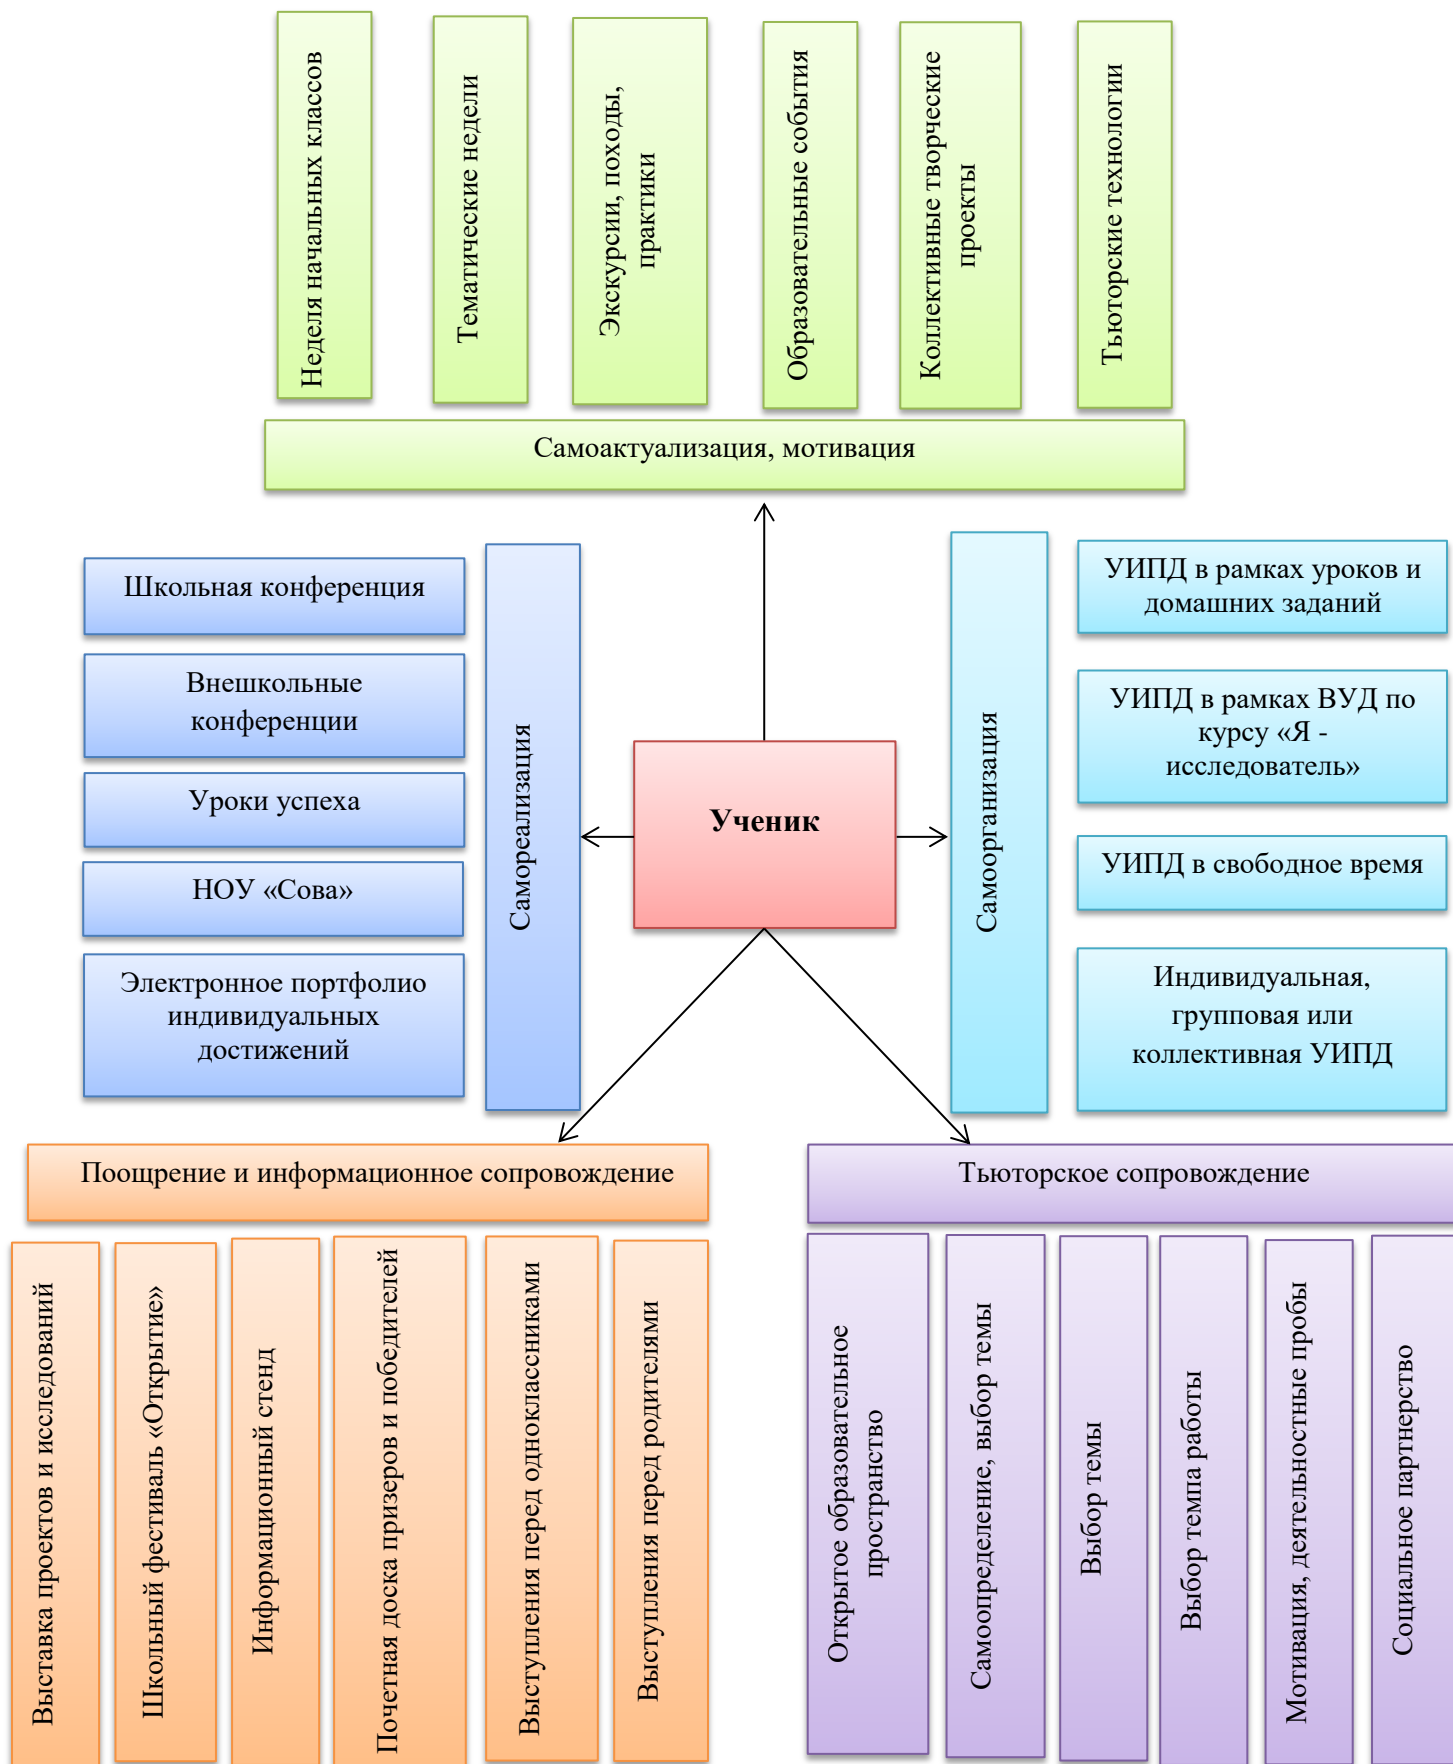 Неделя начальных классов
Тематические недели
Экскурсии, походы,
практики
Образовательные события
Коллективные творческие
проекты
Тьюторские технологии
Самоактуализация, мотивация
Школьная конференция
Внешкольные
конференции
Уроки успеха
НОУ «Сова»
Электронное портфолио
индивидуальных
достижений
Самореализация
Ученик
Самоорганизация
УИПД в рамках уроков и
домашних заданий
УИПД в рамках ВУД по
курсу «Я -
исследователь»
УИПД в свободное время
Индивидуальная,
групповая или
коллективная УИПД
Поощрение и информационное сопровождение
Выставка проектов и исследований
Школьный фестиваль «Открытие»
Информационный стенд
Почетная доска призеров и победителей
Выступления перед одноклассниками
Выступления перед родителями
Тьюторское сопровождение
Открытое образовательное
пространство
Самоопределение, выбор темы
Выбор темы
Выбор темпа работы
Мотивация, деятельностные пробы
Социальное партнерство